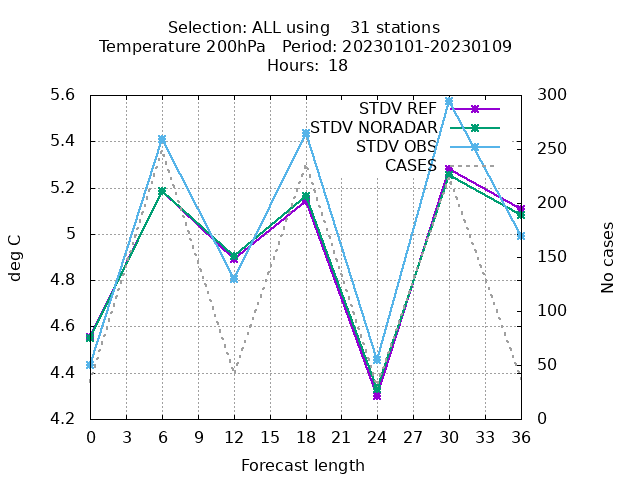 Selection: ALL using    31 stations
Temperature 200hPa   Period: 20230101-20230109
Hours:  18
STDV REF
STDV NORADAR
STDV OBS
CASES
5.6
5.4
5.2
5
4.8
4.6
4.4
4.2
deg C
300
250
200
150
100
50
0
No cases
0 3 6 9 12 15 18 21 24 27 30 33 36
Forecast length